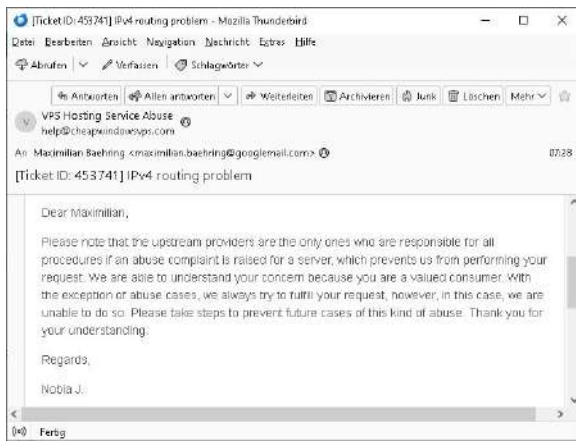 [Ticket ID: 453741] IPv4 routing problem - Mozilla Thunderbird
Datei Bearbeiten Ansicht Navigation Nachricht Extras Hilfe
Abrufen Verfassen Schlagwörter
Antworten Allen antworten Weiterleiten Archivieren Junk Löschen Mehr
V VPS Hosting Service Abuse
help@cheapwindowsvps.com
An Maximilian Baehring <maximilian.baehring@googlemail.com> 07:28
[Ticket ID: 453741] IPv4 routing problem
Dear Maximilian,
Please note that the upstream providers are the only ones who are responsible for all
procedures if an abuse complaint is raised for a server, which prevents us from performing your
request. We are able to understand your concern because you are a valued consumer. With
the exception of abuse cases, we always try to fulfill your request, however, in this case, we are
unable to do so. Please take steps to prevent future cases of this kind of abuse. Thank you for
your understanding.
Regards,
Nobia J.
Fertig